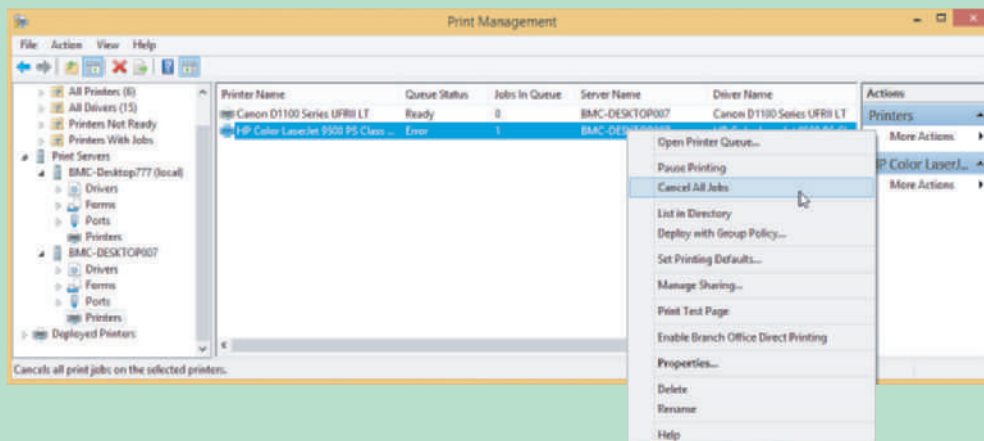 Print Management
File Action View Help
All Printers (6)
All Drivers (15)
Printers Not Ready
Printers With Jobs
Print Servers
BMC-Desktop777 (local)
Drivers
Forms
Ports
Printers
BMC-DESKTOP007
Drivers
Forms
Ports
Printers
Deployed Printers
Printer Name Queue Status Jobs In Queue Server Name Driver Name
Canon D1100 Series UFRII LT Ready 0 BMC-DESKTOP007 Canon D1100 Series UFRII LT
HP Color LaserJet 9500 PS Class ... Error 1 BMC-DESKTOP007
Open Printer Queue...
Pause Printing
Cancel All Jobs
List in Directory
Deploy with Group Policy...
Set Printing Defaults...
Manage Sharing...
Print Test Page
Enable Branch Office Direct Printing
Properties...
Delete
Rename
Help
Actions
Printers
More Actions
HP Color LaserJ...
More Actions
Cancels all print jobs on the selected printers.